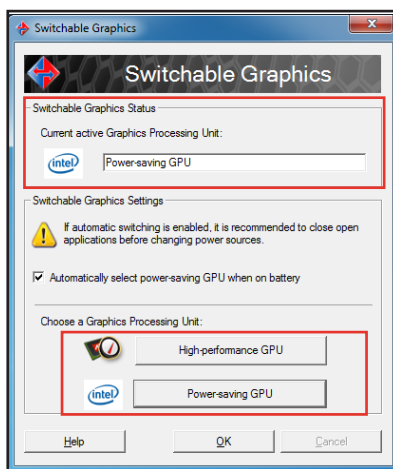 Switchable Graphics
Switchable Graphics
Switchable Graphics Status
Current active Graphics Processing Unit:
intel
Power-saving GPU
Switchable Graphics Settings
If automatic switching is enabled, it is recommended to close open
applications before changing power sources.
Automatically select power-saving GPU when on battery
Choose a Graphics Processing Unit:
High-performance GPU
intel
Power-saving GPU
Help OK Cancel